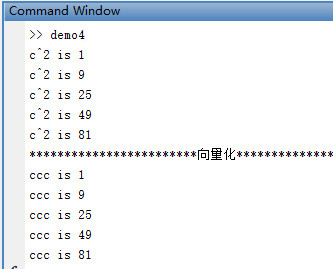 Command Window
>> demo4
c^2 is 1
c^2 is 9
c^2 is 25
c^2 is 49
c^2 is 81
************************向量化**************
ccc is 1
ccc is 9
ccc is 25
ccc is 49
ccc is 81